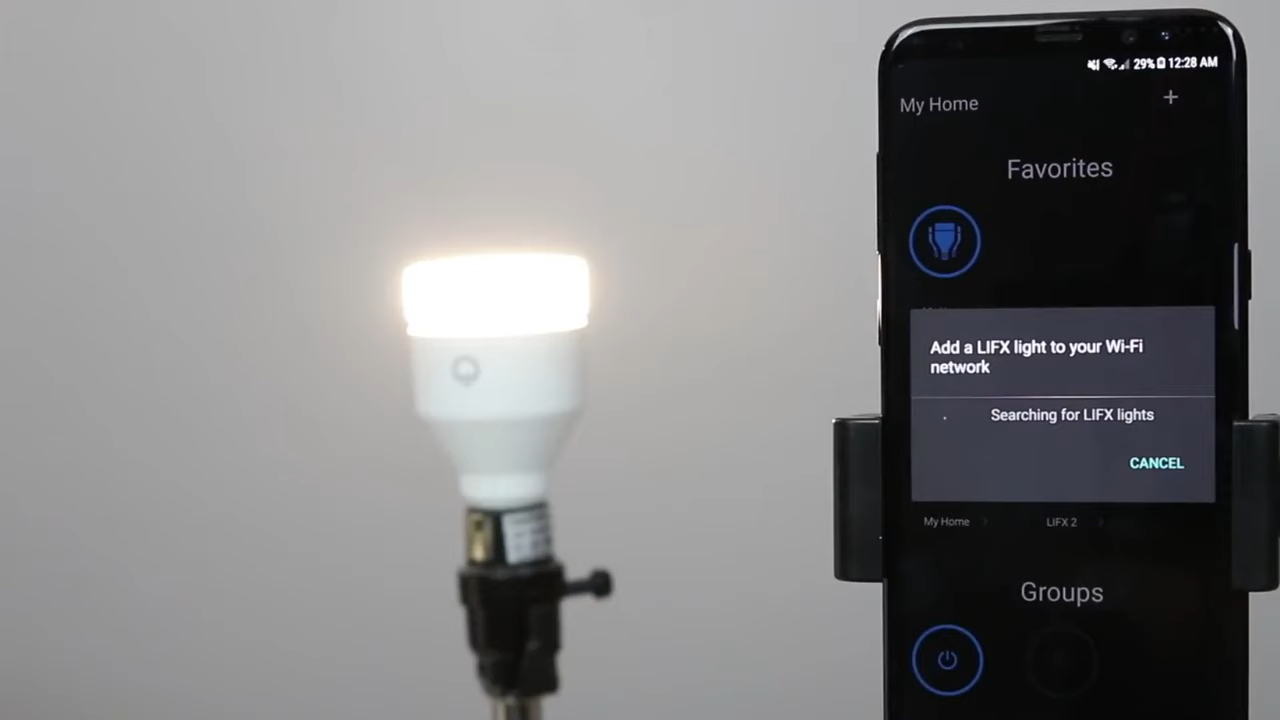 29% 12:28 AM
My Home +
Favorites
Add a LIFX light to your Wi-Fi
network
Searching for LIFX lights
CANCEL
My Home
LIFX 2
Groups